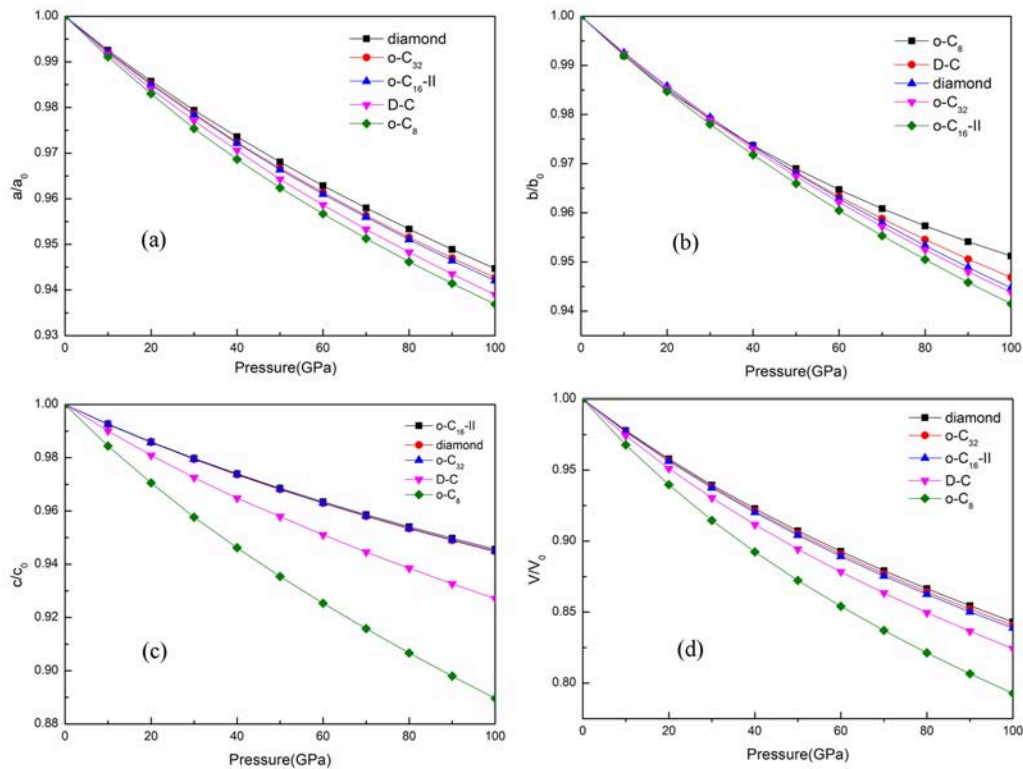 1.00
0.99
0.98
0.97
0.96
0.95
0.94
0.93
a/a₀
diamond
o-C₃₂
o-C₁₆-II
D-C
o-C₈
(a)
0 20 40 60 80 100
Pressure(GPa)
1.00
0.99
0.98
0.97
0.96
0.95
0.94
b/b₀
o-C₈
D-C
diamond
o-C₃₂
o-C₁₆-II
(b)
0 20 40 60 80 100
Pressure(GPa)
1.00
0.98
0.96
0.94
0.92
0.90
0.88
c/c₀
o-C₁₆-II
diamond
o-C₃₂
D-C
o-C₈
(c)
0 20 40 60 80 100
Pressure(GPa)
1.00
0.95
0.90
0.85
0.80
V/V₀
diamond
o-C₃₂
o-C₁₆-II
D-C
o-C₈
(d)
0 20 40 60 80 100
Pressure(GPa)